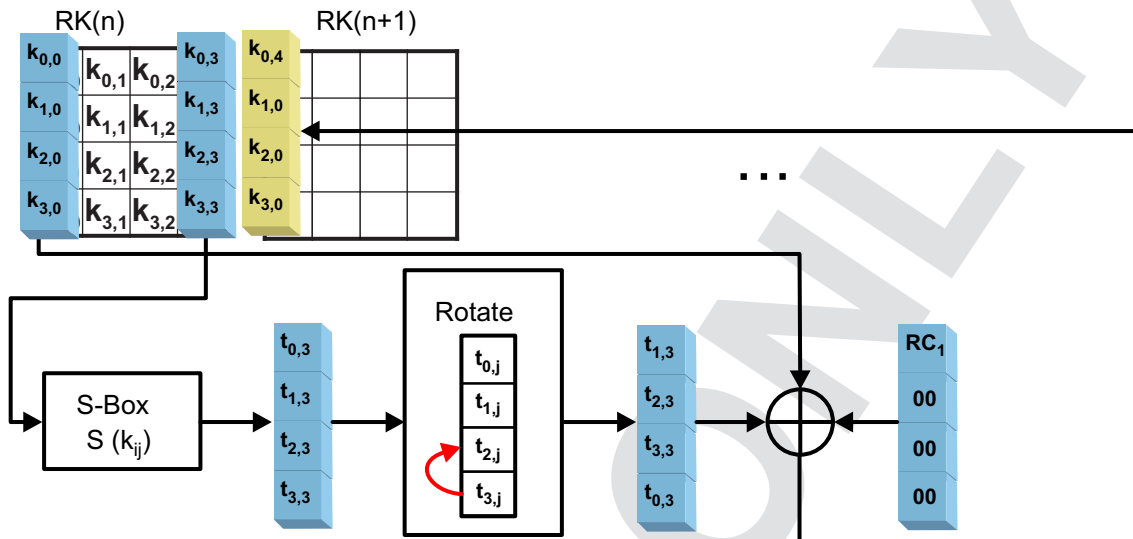 RK(n) RK(n+1)
k0,0 k0,1 k0,2 k0,3 k0,4
k1,0 k1,1 k1,2 k1,3 k1,0
k2,0 k2,1 k2,2 k2,3 k2,0
k3,0 k3,1 k3,2 k3,3 k3,0
...
S-Box
S (kij)
t0,3
t1,3
t2,3
t3,3
Rotate
t0,j
t1,j
t2,j
t3,j
t1,3
t2,3
t3,3
t0,3
RC1
00
00
00
ONLY